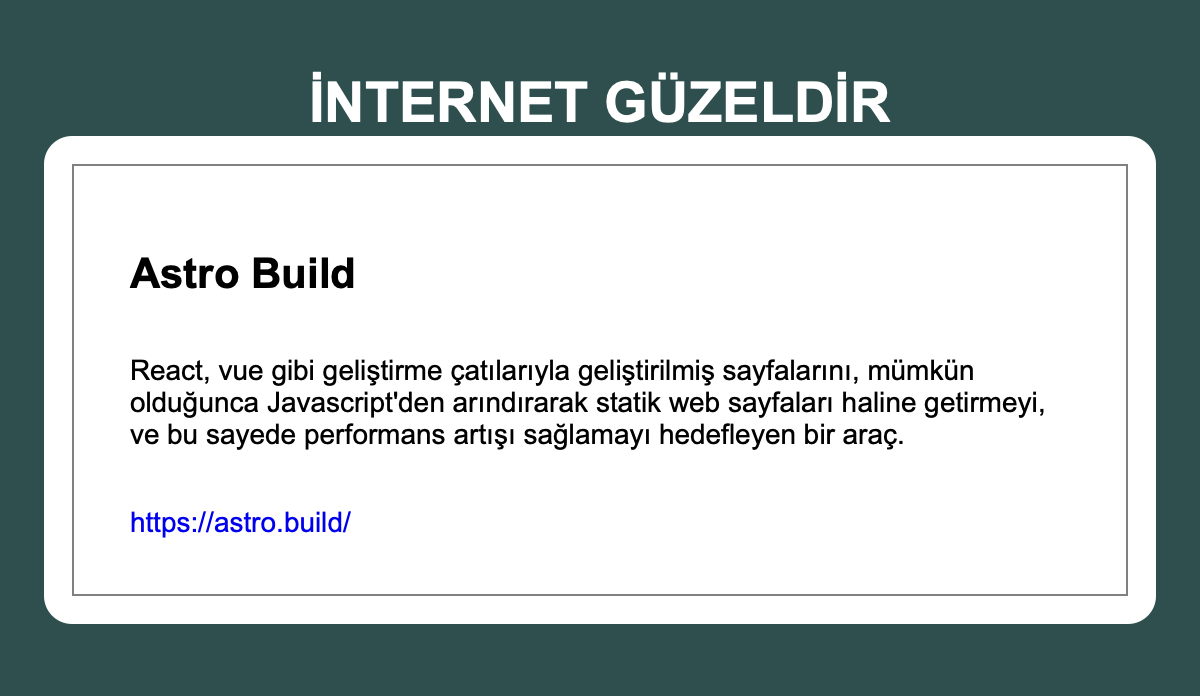 İNTERNET GÜZELDİR
Astro Build
React, vue gibi geliştirme çatılarıyla geliştirilmiş sayfalarını, mümkün
olduğunca Javascript'den arındırarak statik web sayfaları haline getirmeyi,
ve bu sayede performans artışı sağlamayı hedefleyen bir araç.
https://astro.build/